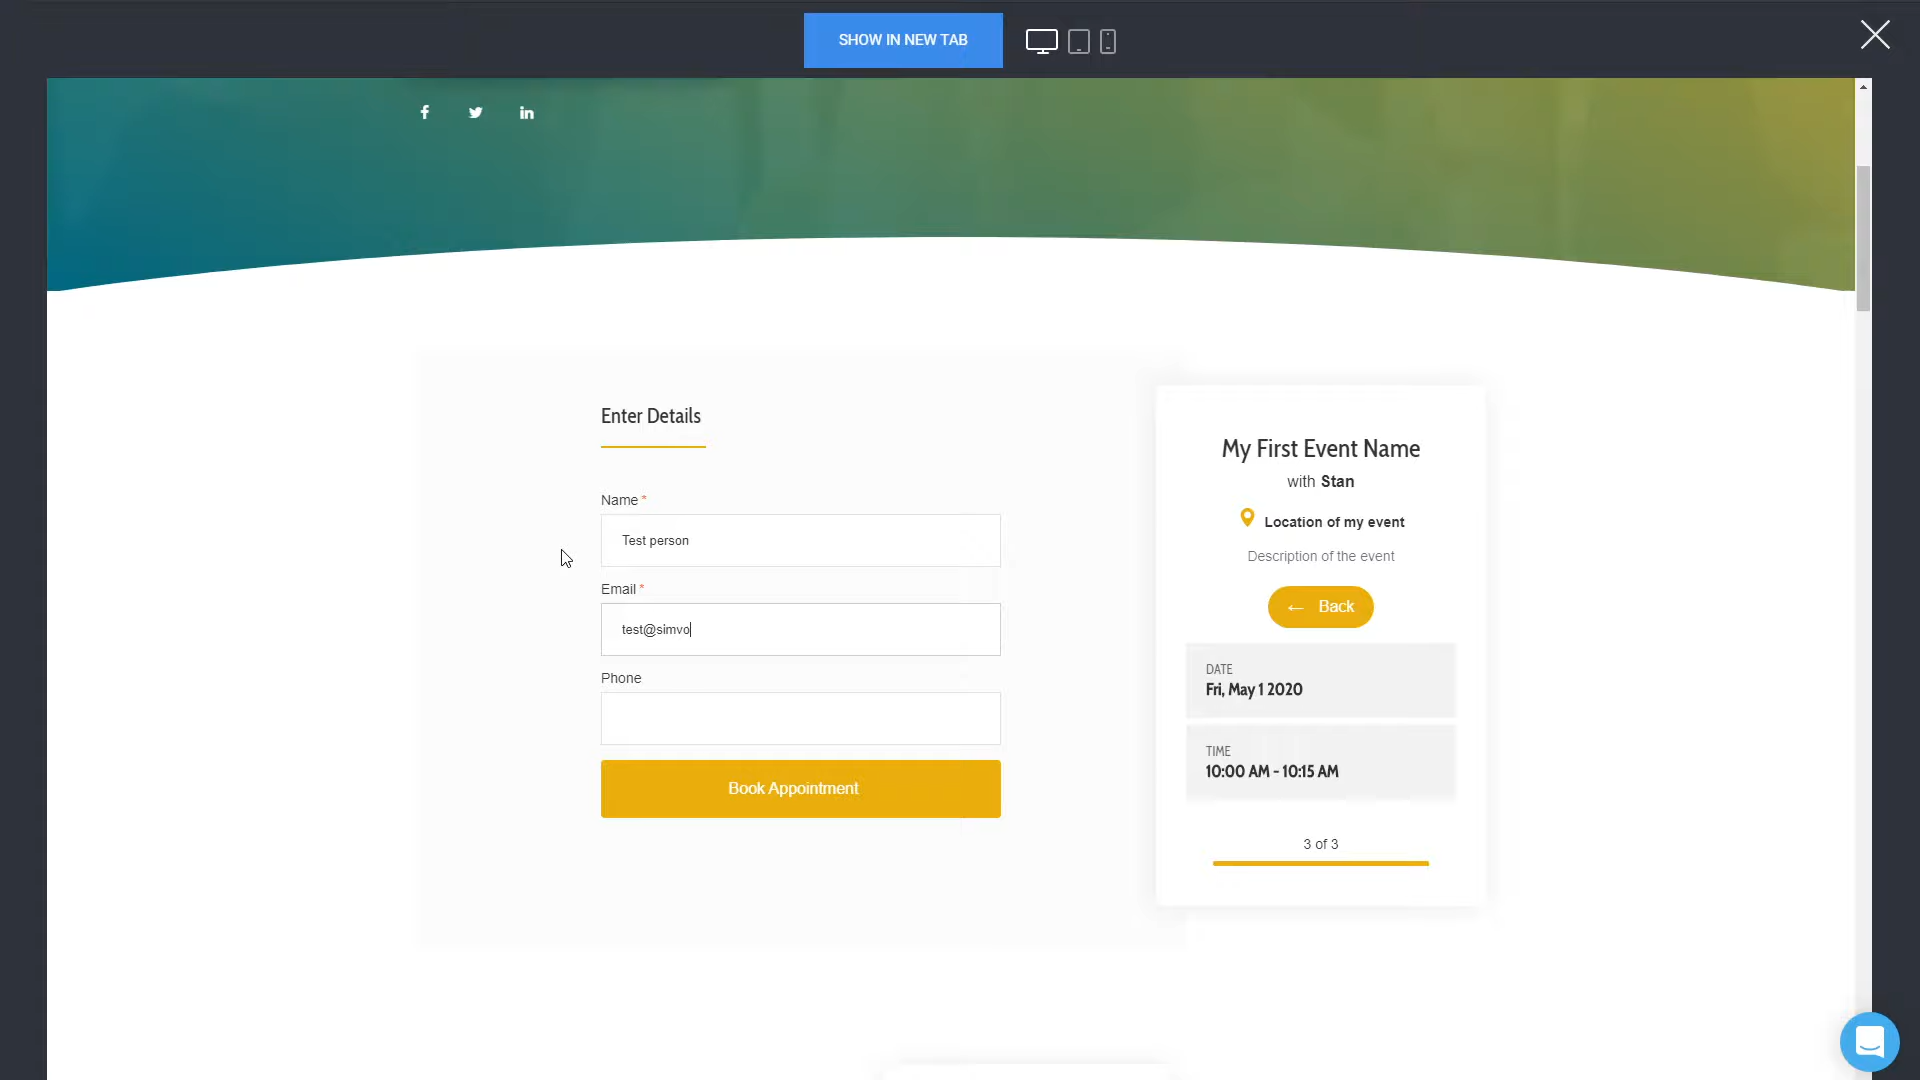 SHOW IN NEW TAB
Enter Details
Name *
Test person
Email *
test@simvo
Phone
Book Appointment
My First Event Name
with Stan
Location of my event
Description of the event
← Back
DATE
Fri, May 1 2020
TIME
10:00 AM - 10:15 AM
3 of 3